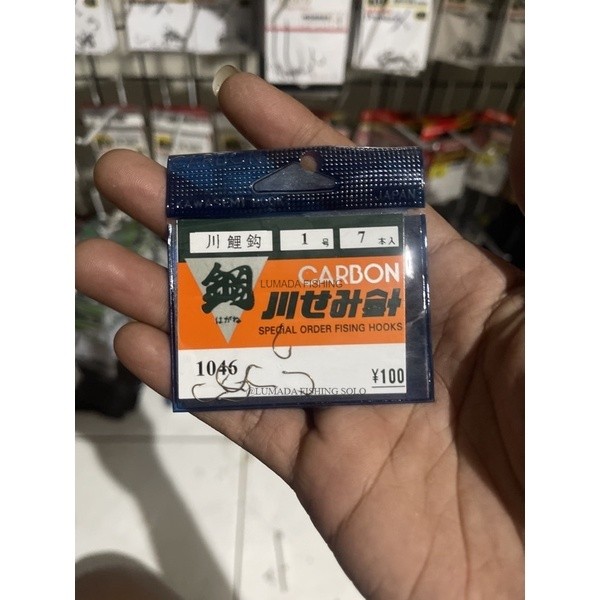 KAWASEMI JAPAN
川鯉鈎 1号 7本入
鋼
はがね
CARBON
LUMADA FISHING
川せみ針
SPECIAL ORDER FISING HOOKS
1046
¥100
@LUMADA FISHING SOLO